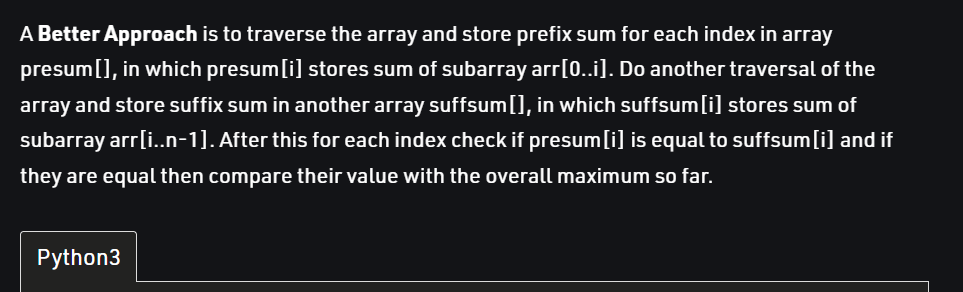 A Better Approach is to traverse the array and store prefix sum for each index in array
presum[], in which presum[i] stores sum of subarray arr[0..i]. Do another traversal of the
array and store suffix sum in another array suffsum[], in which suffsum[i] stores sum of
subarray arr[i..n-1]. After this for each index check if presum[i] is equal to suffsum[i] and if
they are equal then compare their value with the overall maximum so far.
Python3